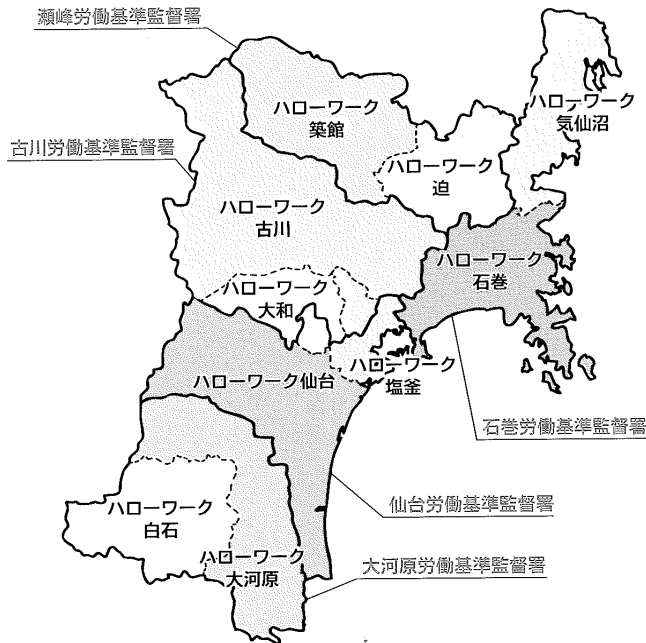 瀬峰労働基準監督署
ハローワーク
築館
ハローワーク
気仙沼
古川労働基準監督署
ハローワーク
迫
ハローワーク
古川
ハローワーク
石巻
ハローワーク
大和
ハローワーク
塩釜
ハローワーク仙台
石巻労働基準監督署
仙台労働基準監督署
ハローワーク
白石
ハローワーク
大河原
大河原労働基準監督署